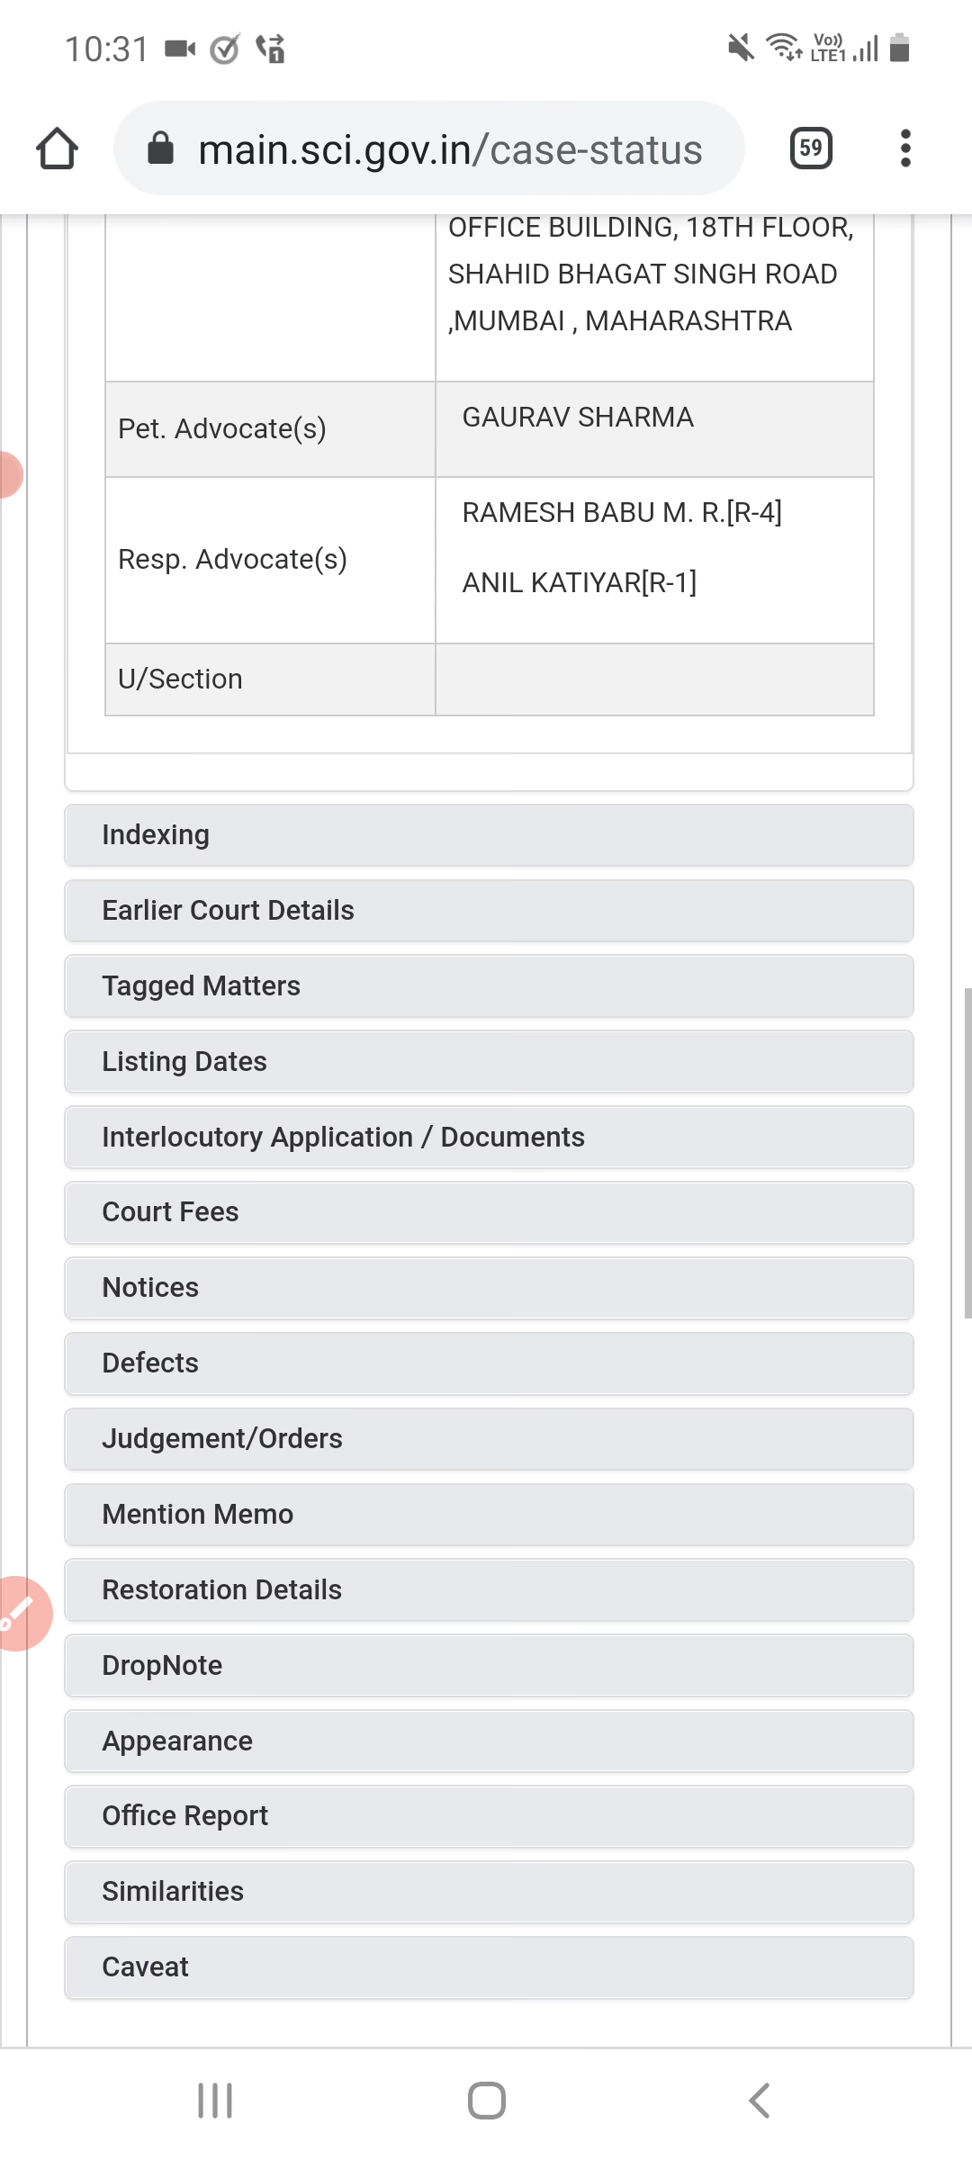 10:31
1
Vo))
LTE1
main.sci.gov.in/case-status
59
OFFICE BUILDING, 18TH FLOOR,
SHAHID BHAGAT SINGH ROAD
,MUMBAI , MAHARASHTRA
Pet. Advocate(s)
GAURAV SHARMA
Resp. Advocate(s)
RAMESH BABU M. R.[R-4]
ANIL KATIYAR[R-1]
U/Section
Indexing
Earlier Court Details
Tagged Matters
Listing Dates
Interlocutory Application / Documents
Court Fees
Notices
Defects
Judgement/Orders
Mention Memo
Restoration Details
DropNote
Appearance
Office Report
Similarities
Caveat